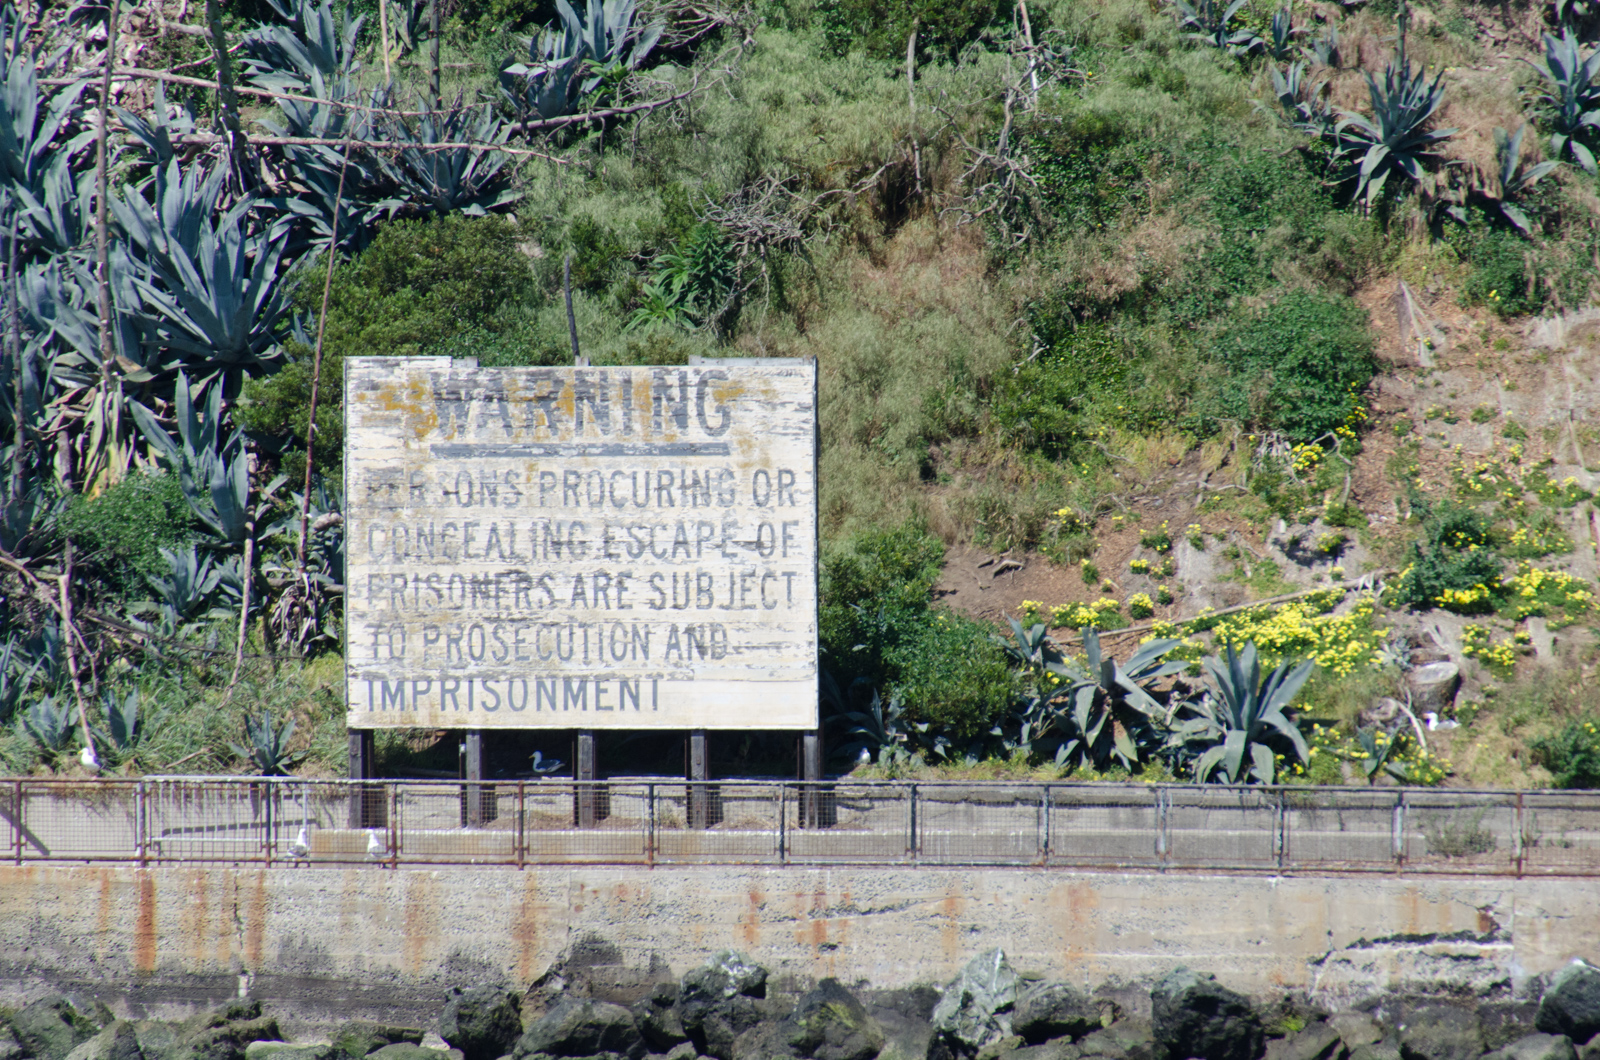 WARNING
PERSONS PROCURING OR
CONCEALING ESCAPE OF
PRISONERS ARE SUBJECT
TO PROSECUTION AND
IMPRISONMENT